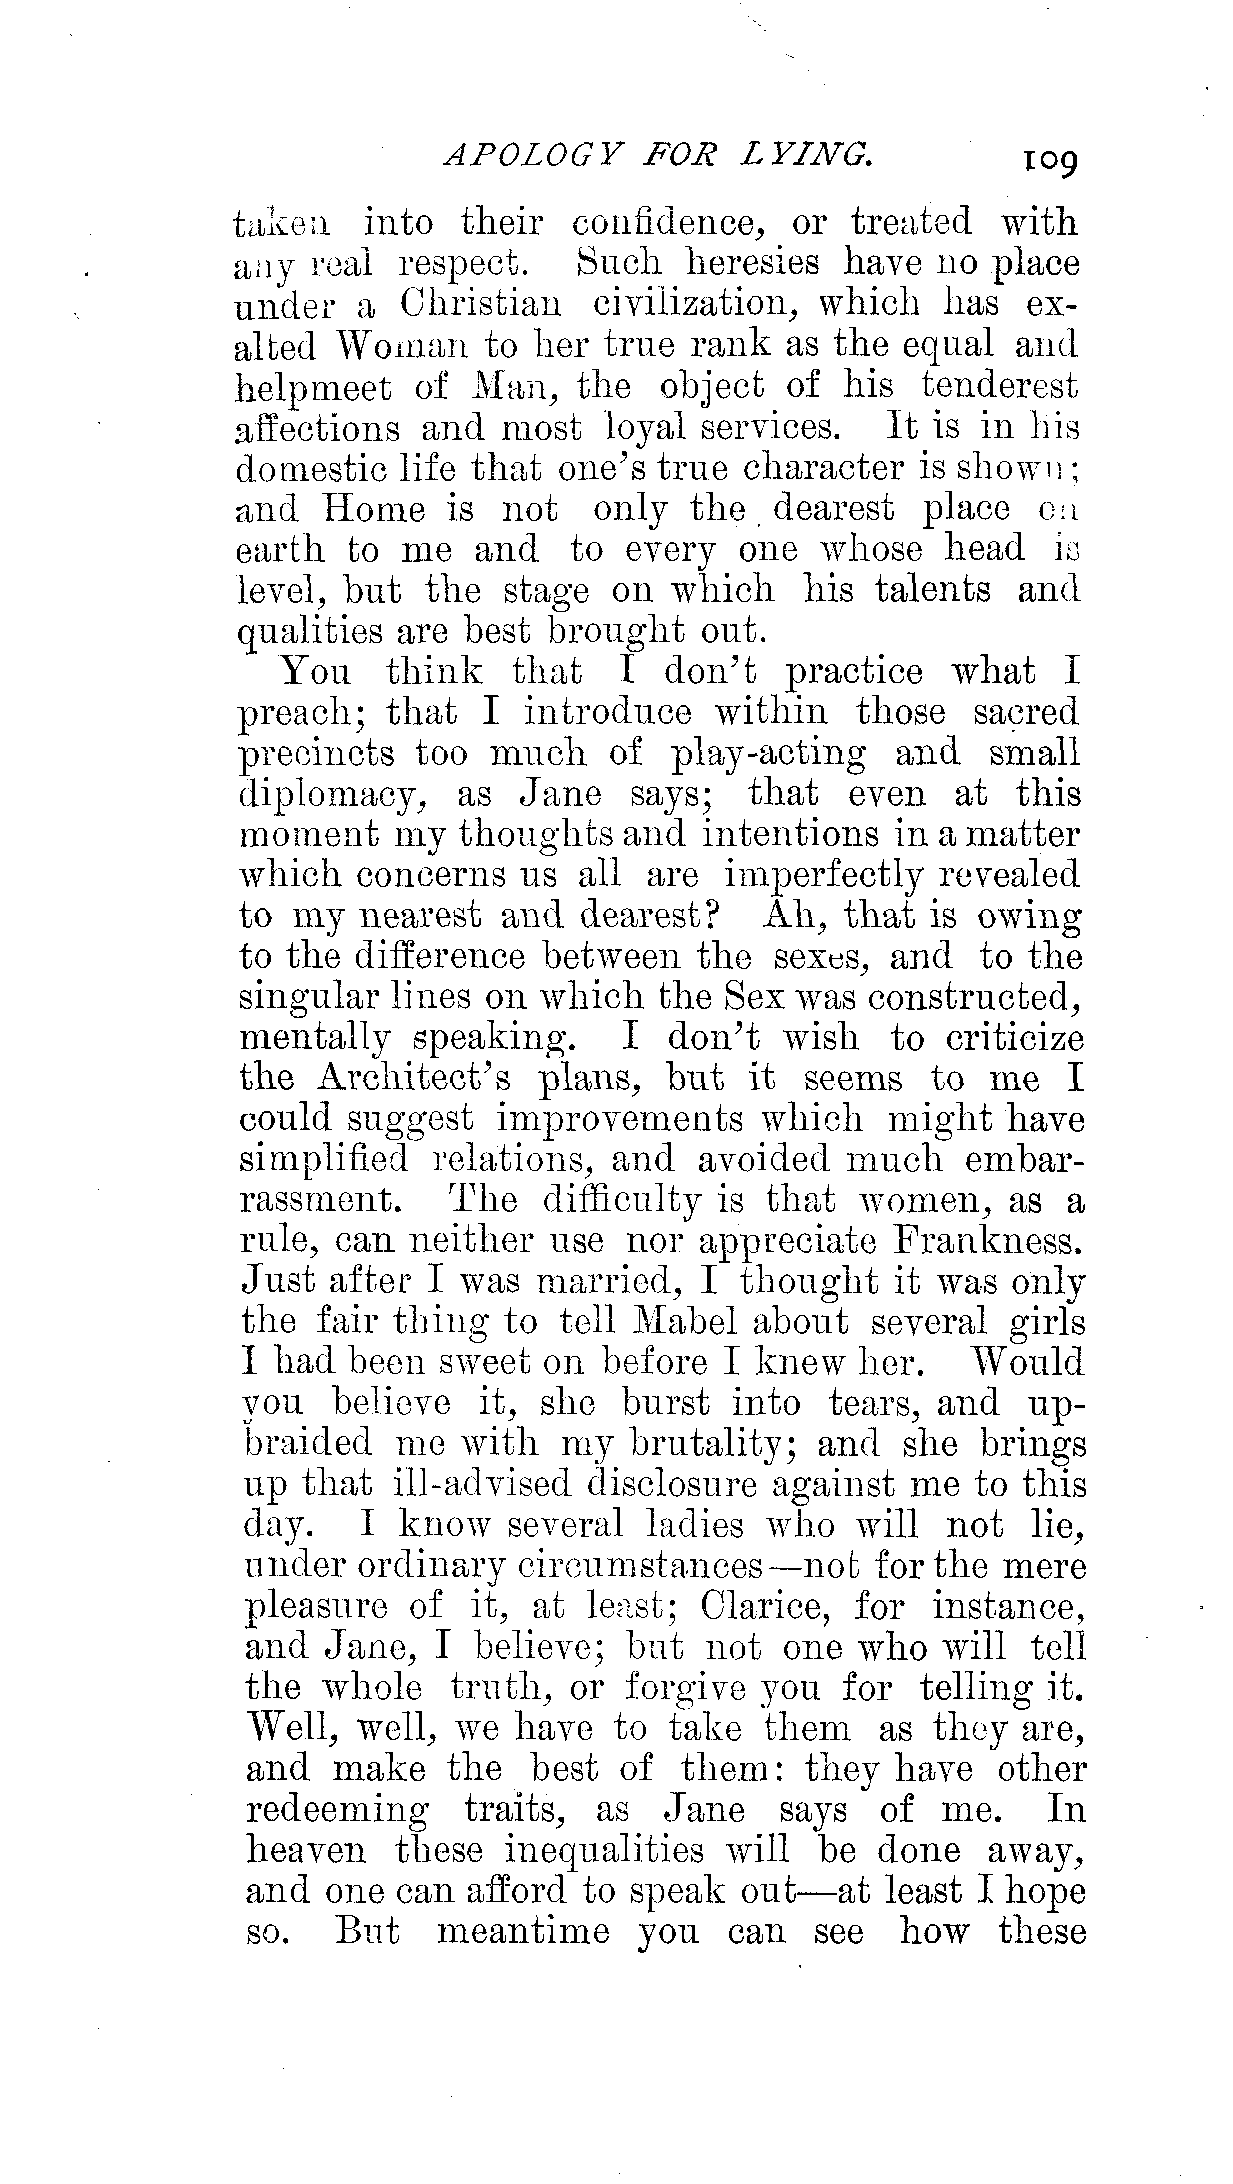 APOLOGY FOR LYING. 109
taken into their confidence, or treated with
any real respect. Such heresies have no place
under a Christian civilization, which has ex-
alted Woman to her true rank as the equal and
helpmeet of Man, the object of his tenderest
affections and most loyal services. It is in his
domestic life that one's true character is shown;
and Home is not only the dearest place on
earth to me and to every one whose head is
level, but the stage on which his talents and
qualities are best brought out.
You think that I don't practice what I
preach; that I introduce within those sacred
precincts too much of play-acting and small
diplomacy, as Jane says; that even at this
moment my thoughts and intentions in a matter
which concerns us all are imperfectly revealed
to my nearest and dearest? Ah, that is owing
to the difference between the sexes, and to the
singular lines on which the Sex was constructed,
mentally speaking. I don't wish to criticize
the Architect's plans, but it seems to me I
could suggest improvements which might have
simplified relations, and avoided much embar-
rassment. The difficulty is that women, as a
rule, can neither use nor appreciate Frankness.
Just after I was married, I thought it was only
the fair thing to tell Mabel about several girls
I had been sweet on before I knew her. Would
you believe it, she burst into tears, and up-
braided me with my brutality; and she brings
up that ill-advised disclosure against me to this
day. I know several ladies who will not lie,
under ordinary circumstances—not for the mere
pleasure of it, at least; Clarice, for instance,
and Jane, I believe; but not one who will tell
the whole truth, or forgive you for telling it.
Well, well, we have to take them as they are,
and make the best of them: they have other
redeeming traits, as Jane says of me. In
heaven these inequalities will be done away,
and one can afford to speak out—at least I hope
so. But meantime you can see how these